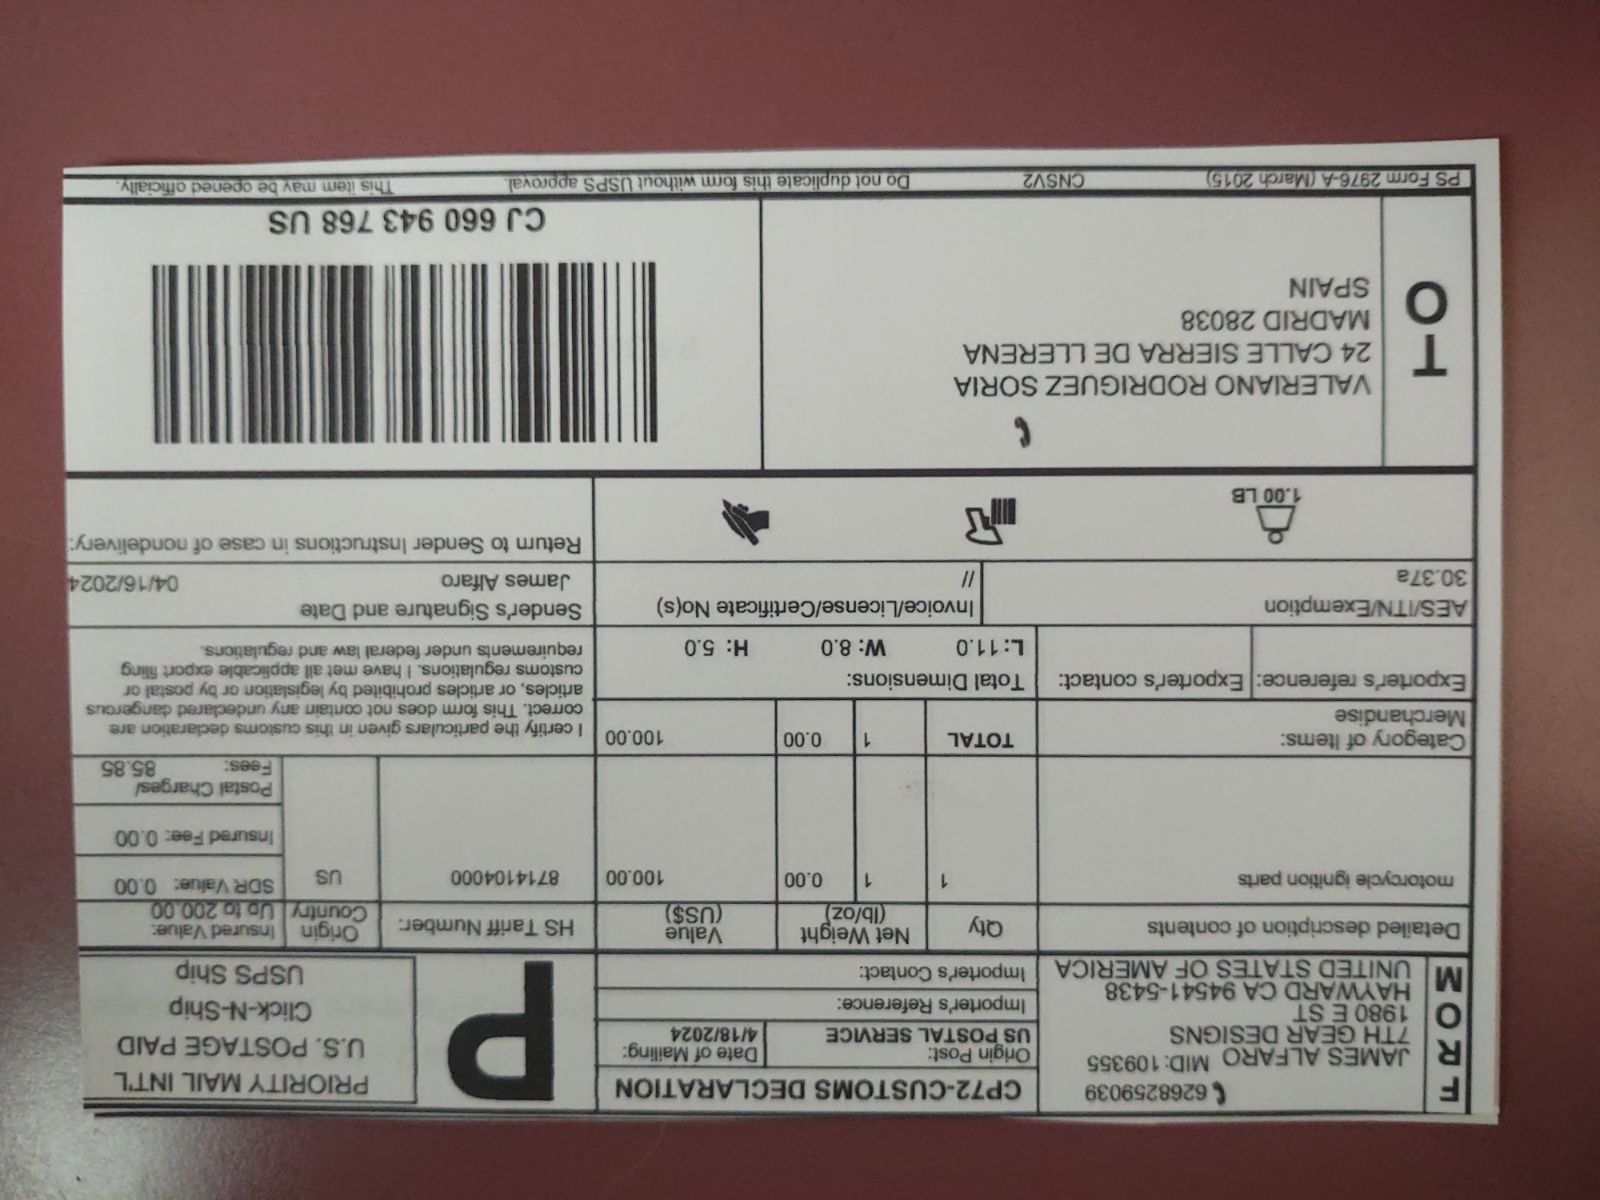 FROM
6268259039
JAMES ALFARO MID: 109355
7TH GEAR DESIGNS
1980 E ST
HAYWARD CA 94541-5438
UNITED STATES OF AMERICA
CP72-CUSTOMS DECLARATION
Origin Post:
US POSTAL SERVICE
Date of Mailing:
4/18/2024
Importer's Reference:
Importer's Contact:
P
PRIORITY MAIL INT'L
U.S. POSTAGE PAID
Click-N-Ship
USPS Ship
Detailed description of contents
Qty
Net Weight
(lb/oz)
Value
(US$)
HS Tariff Number:
Origin
Country
Insured Value:
Up to 200.00
motorcycle ignition parts
1
1
0.00
100.00
8714104000
US
SDR Value: 0.00
Insured Fee: 0.00
Postal Charges/
Fees: 85.85
Category of Items:
Merchandise
TOTAL
1
0.00
100.00
I certify the particulars given in this customs declaration are
correct. This form does not contain any undeclared dangerous
articles, or articles prohibited by legislation or by postal or
customs regulations. I have met all applicable export filing
requirements under federal law and regulations.
Exporter's reference:
Exporter's contact:
Total Dimensions:
L: 11.0 W: 8.0 H: 5.0
AES/ITN/Exemption
30.37a
Invoice/License/Certificate No(s)
//
Sender's Signature and Date
James Alfaro 04/16/2024
Return to Sender Instructions in case of nondelivery:
1.00 LB
TO
VALERIANO RODRIGUEZ SORIA
24 CALLE SIERRA DE LLERENA
MADRID 28038
SPAIN
CJ 660 943 768 US
PS Form 2976-A (March 2015) CNSV2 Do not duplicate this form without USPS approval. This item may be opened officially.